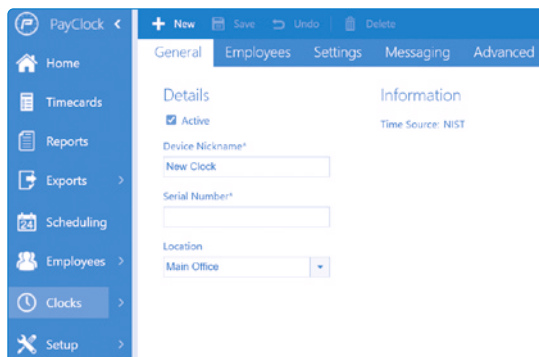 PayClock
Home
Timecards
Reports
Exports
24 Scheduling
Employees
Clocks
Setup
New Save Undo Delete
General Employees Settings Messaging Advanced
Details
Active
Device Nickname*
New Clock
Serial Number*
Location
Main Office
Information
Time Source: NIST